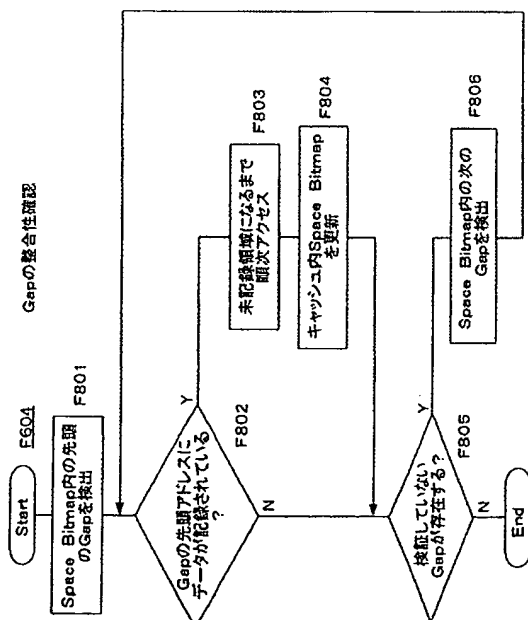 Gapの整合性確認
F604
Start
F801
Space Bitmap内の先頭
のGapを検出
Gapの先頭アドレスに
データが記録されている
?
F802
Y
N
F803
未記録領域になるまで
順次アクセス
F804
キャッシュ内Space Bitmap
を更新
検証していない
Gapが存在する?
F805
Y
N
F806
Space Bitmap内の次の
Gapを検出
End